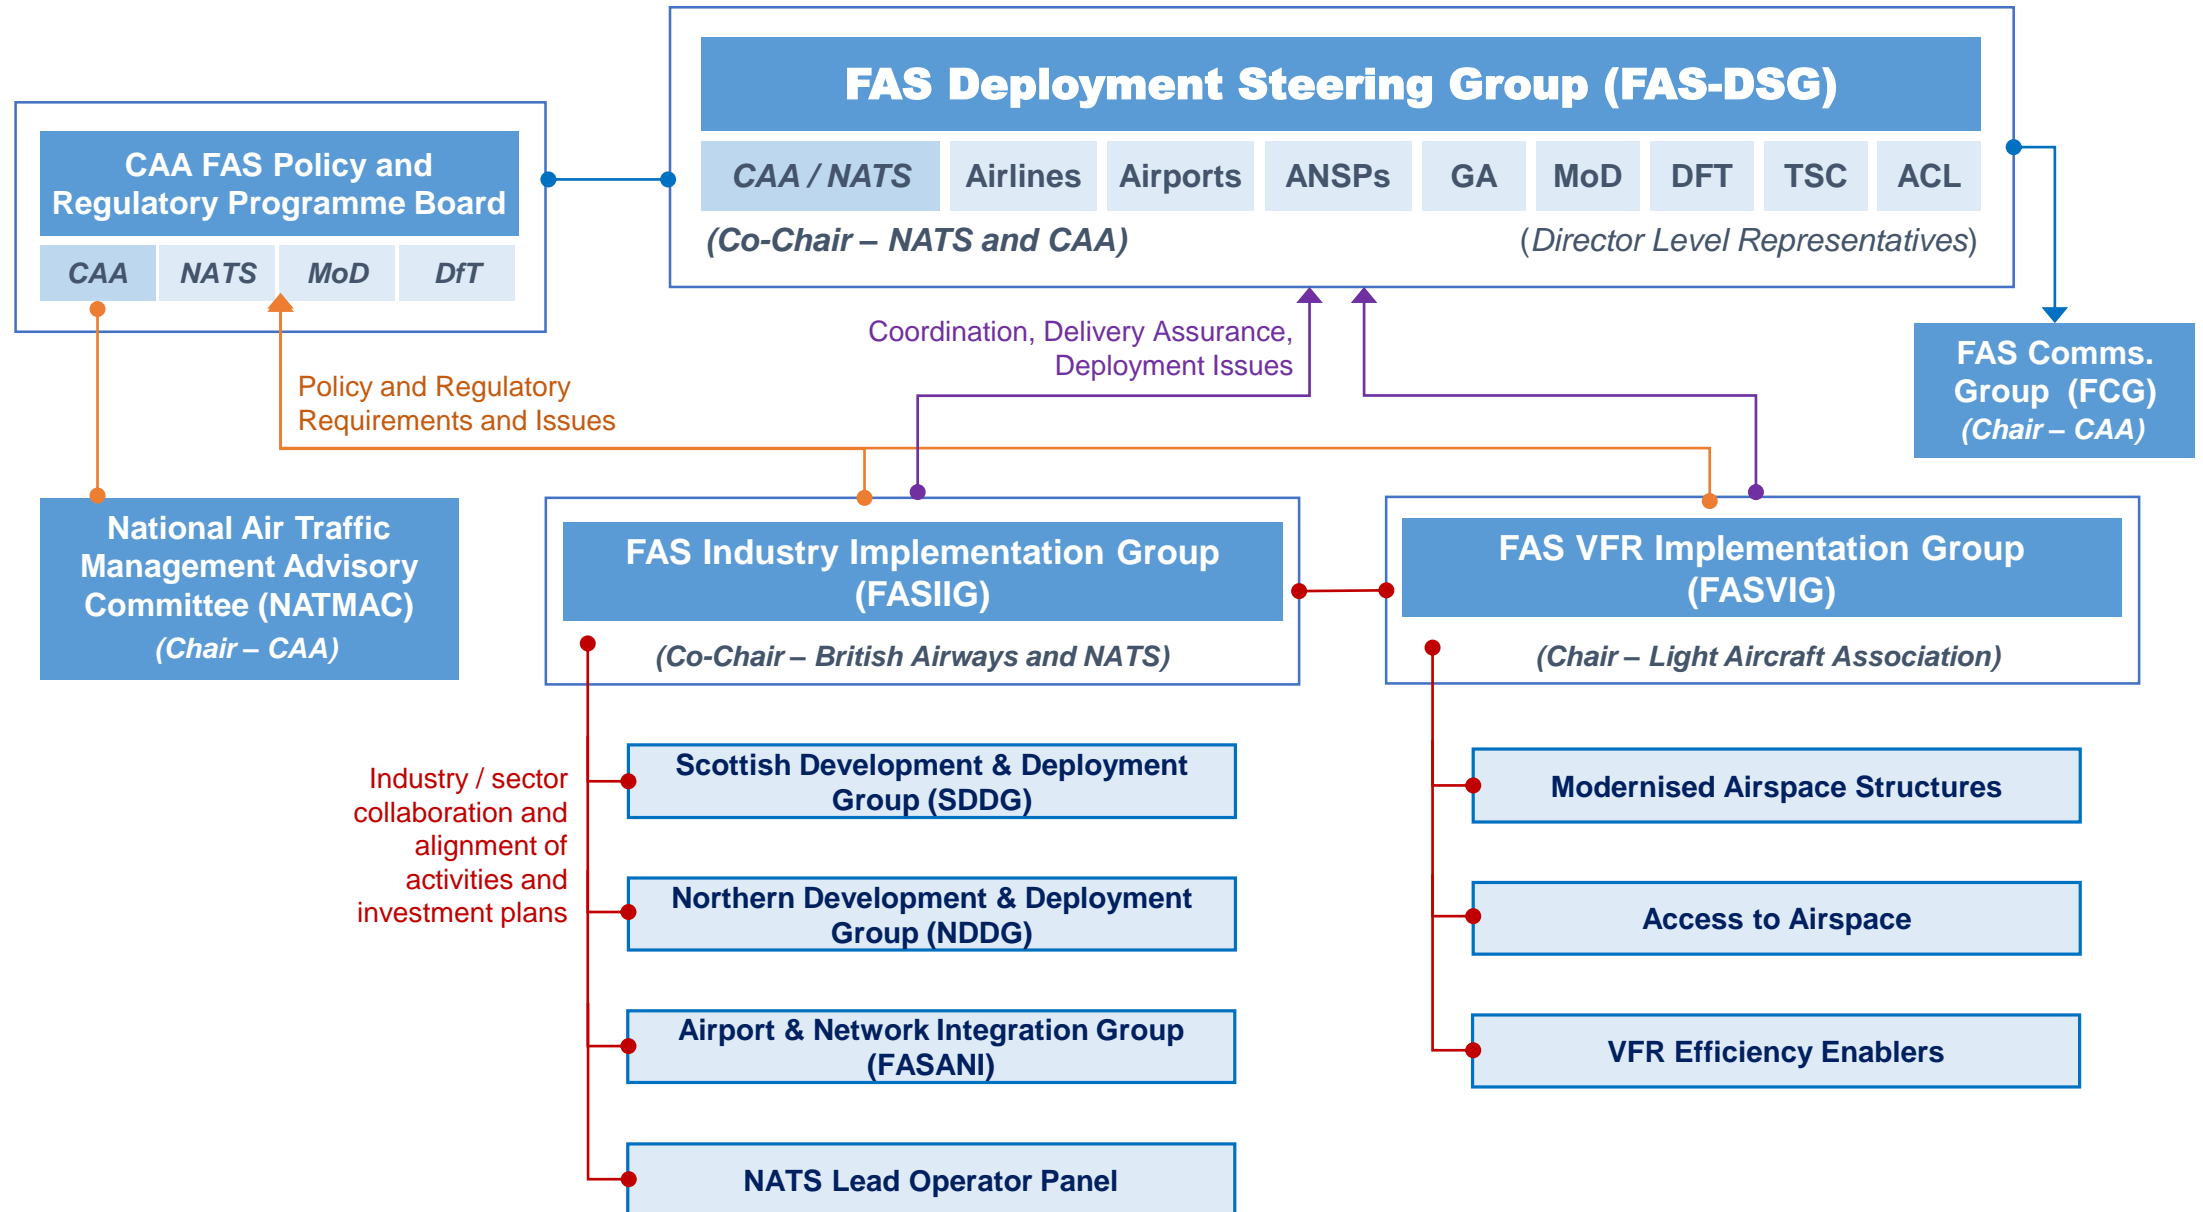 FAS Deployment Steering Group (FAS-DSG)
CAA / NATS
Airlines
Airports
ANSPs
GA
MoD
DFT
TSC
ACL
(Co-Chair – NATS and CAA)
(Director Level Representatives)
CAA FAS Policy and
Regulatory Programme Board
CAA
NATS
MoD
DfT
Coordination, Delivery Assurance,
Deployment Issues
Policy and Regulatory
Requirements and Issues
FAS Comms.
Group (FCG)
(Chair – CAA)
National Air Traffic
Management Advisory
Committee (NATMAC)
(Chair – CAA)
FAS Industry Implementation Group
(FASIIG)
(Co-Chair – British Airways and NATS)
FAS VFR Implementation Group
(FASVIG)
(Chair – Light Aircraft Association)
Industry / sector
collaboration and
alignment of
activities and
investment plans
Scottish Development & Deployment
Group (SDDG)
Northern Development & Deployment
Group (NDDG)
Airport & Network Integration Group
(FASANI)
NATS Lead Operator Panel
Modernised Airspace Structures
Access to Airspace
VFR Efficiency Enablers